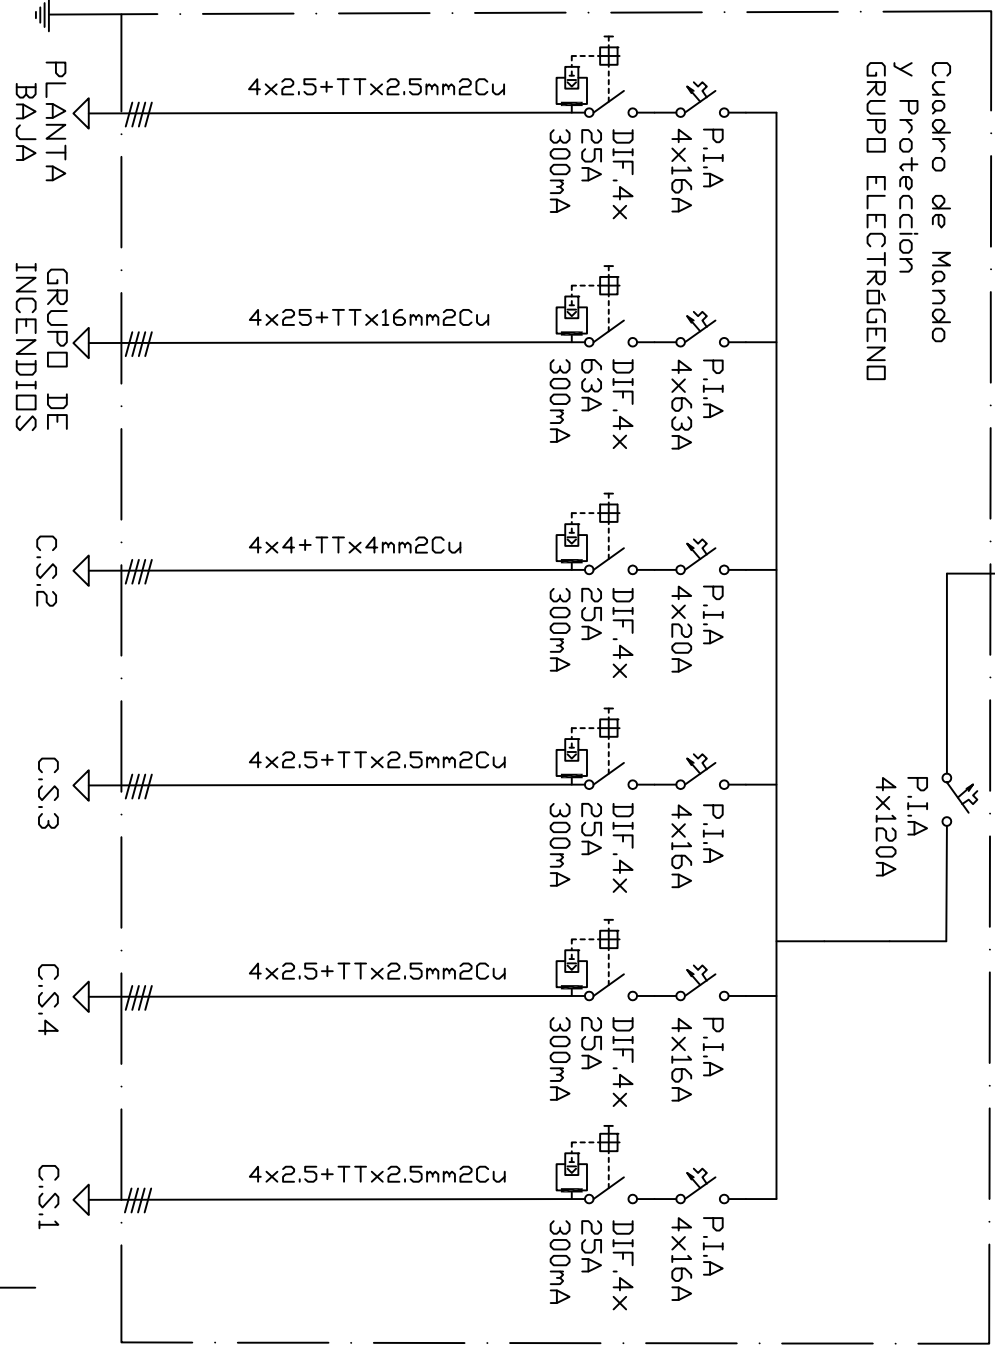 Cuadro de Mando
y Proteccion
GRUPO ELECTRóGENO
P.I.A
4x120A
P.I.A
4x16A
DIF.4x
25A
300mA
4x2.5+TTx2.5mm2Cu
PLANTA
BAJA
P.I.A
4x63A
DIF.4x
63A
300mA
4x25+TTx16mm2Cu
GRUPO DE
INCENDIOS
P.I.A
4x20A
DIF.4x
25A
300mA
4x4+TTx4mm2Cu
C.S.2
P.I.A
4x16A
DIF.4x
25A
300mA
4x2.5+TTx2.5mm2Cu
C.S.3
P.I.A
4x16A
DIF.4x
25A
300mA
4x2.5+TTx2.5mm2Cu
C.S.4
P.I.A
4x16A
DIF.4x
25A
300mA
4x2.5+TTx2.5mm2Cu
C.S.1